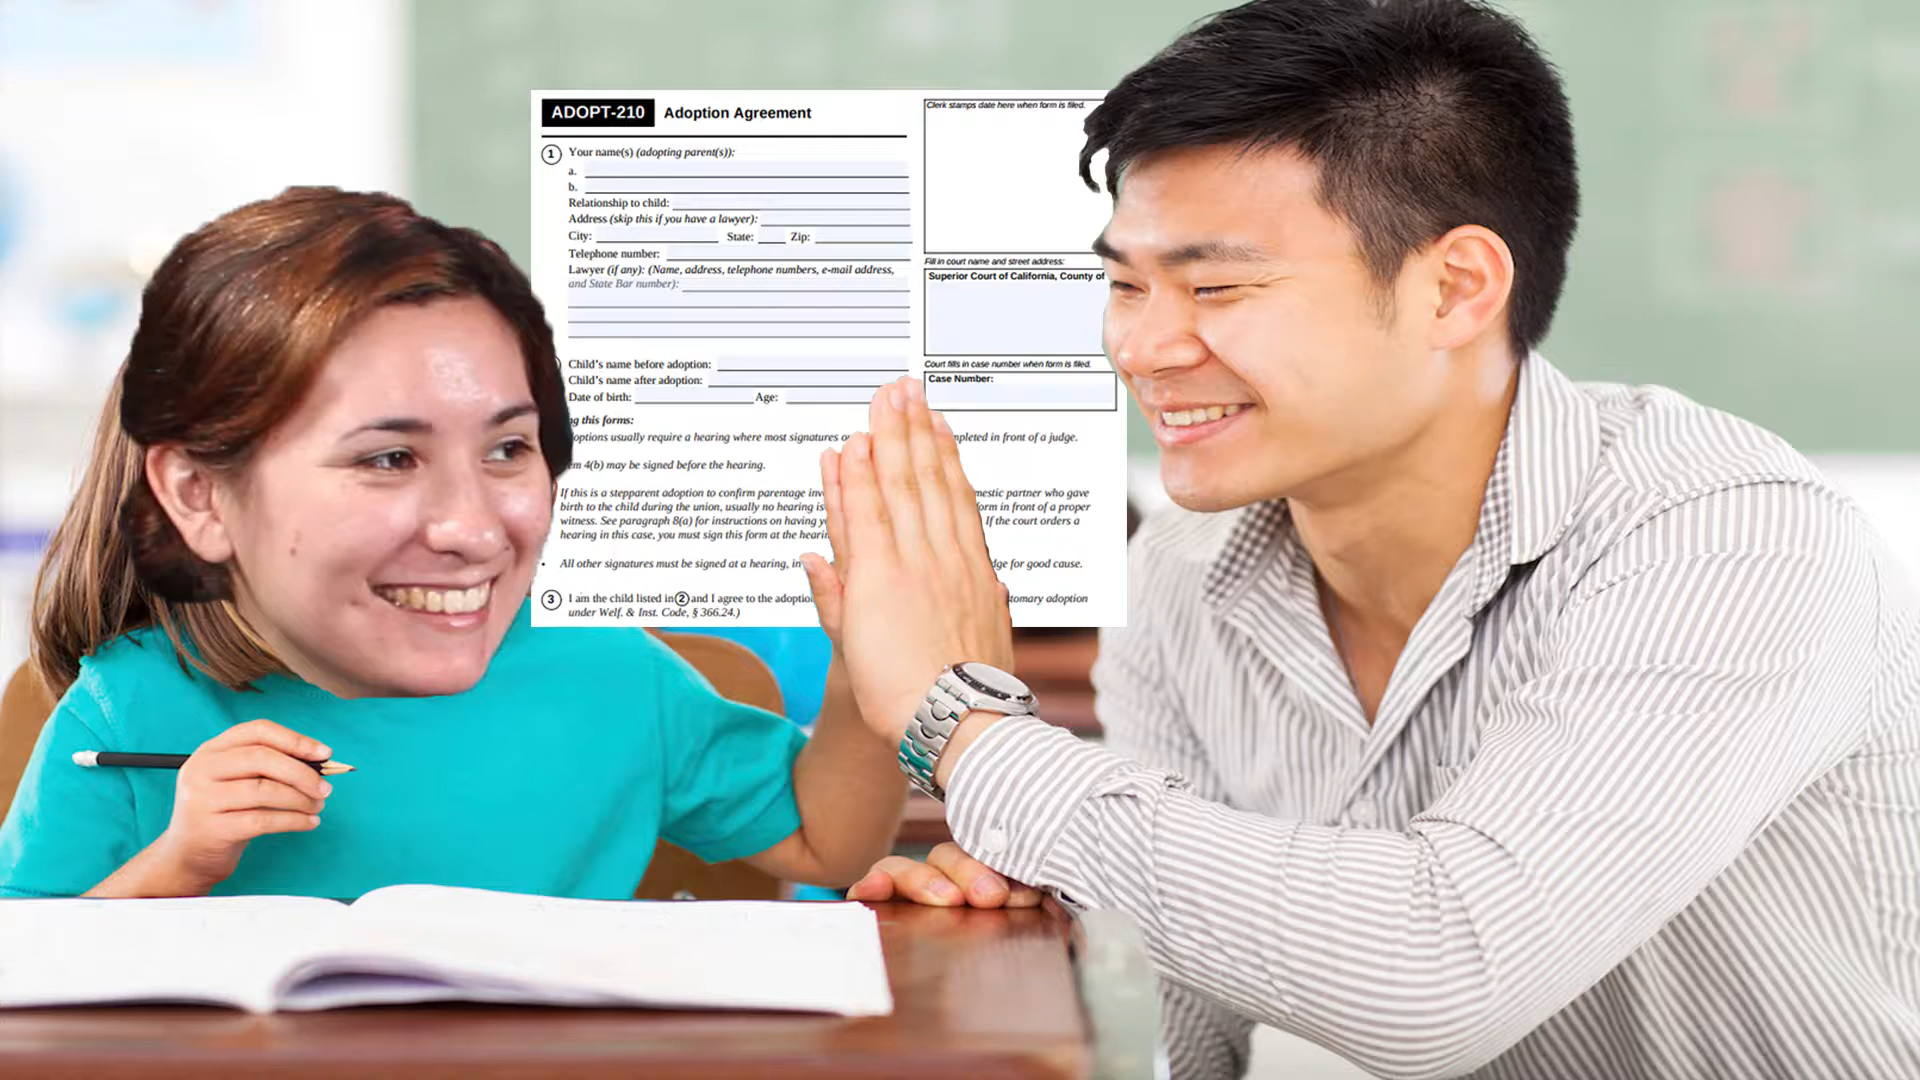 ADOPT-210 Adoption Agreement
Clerk stamps date here when form is filed.
1 Your name(s) (adopting parent(s)):
a.
b.
Relationship to child:
Address (skip this if you have a lawyer):
City: State: Zip:
Telephone number:
Lawyer (if any): (Name, address, telephone numbers, e-mail address,
and State Bar number):
Fill in court name and street address:
Superior Court of California, County of
Court fills in case number when form is filed.
Case Number:
Child's name before adoption:
Child's name after adoption:
Date of birth: Age:
this forms:
usually require a hearing where most signatures in front of a judge.
4(b) may be signed before the hearing.
If this is a stepparent adoption to confirm parentage partner who gave
birth to the child during the union, usually no hearing is in front of a proper
witness. See paragraph 8(a) for instructions on having If the court orders a
hearing in this case, you must sign this form at the
• All other signatures must be signed at a hearing, for good cause.
3 I am the child listed in 2 and I agree to the adoption
under Welf. & Inst. Code, § 366.24.) adoption